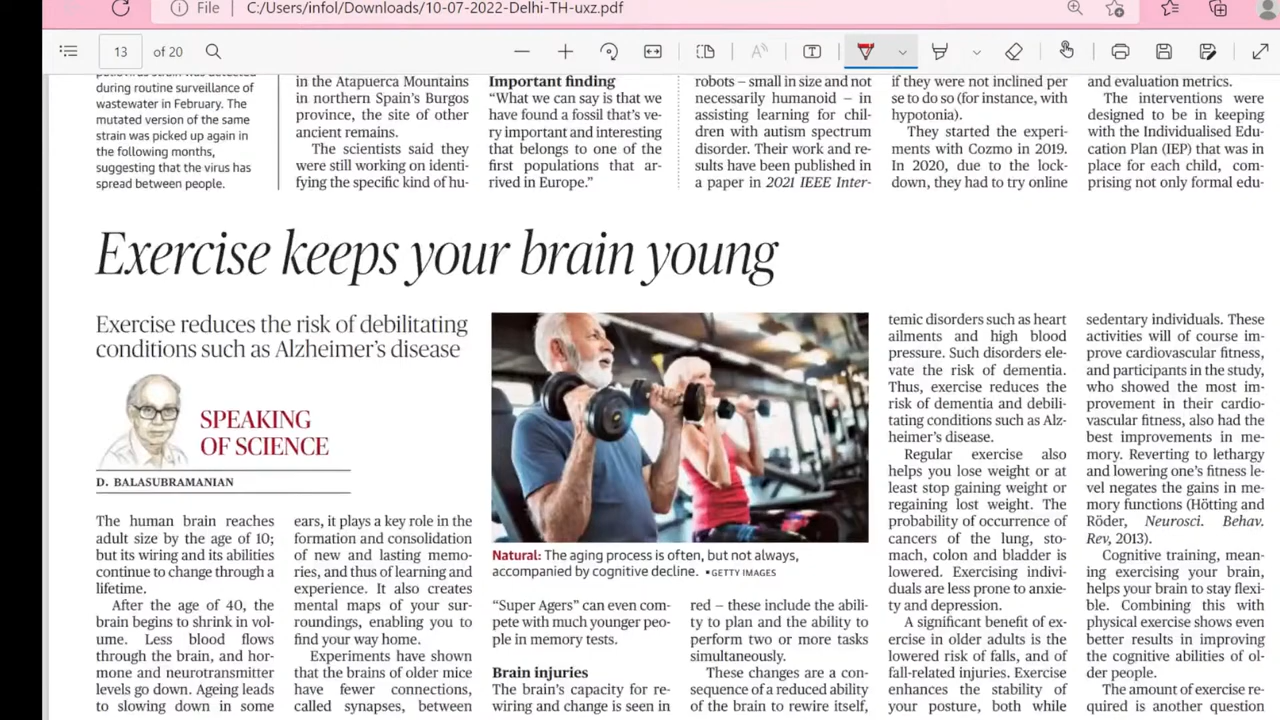 File
C:/Users/infol/Downloads/10-07-2022-Delhi-TH-uxz.pdf
13 of 20
during routine surveillance of
wastewater in February. The
mutated version of the same
strain was picked up again in
the following months,
suggesting that the virus has
spread between people.
in the Atapuerca Mountains
in northern Spain's Burgos
province, the site of other
ancient remains.
The scientists said they
were still working on identi-
fying the specific kind of hu-
Important finding
“What we can say is that we
have found a fossil that's ve-
ry important and interesting
that belongs to one of the
first populations that ar-
rived in Europe.”
robots – small in size and not
necessarily humanoid – in
assisting learning for chil-
dren with autism spectrum
disorder. Their work and re-
sults have been published in
a paper in 2021 IEEE Inter-
if they were not inclined per
se to do so (for instance, with
hypotonia).
They started the experi-
ments with Cozmo in 2019.
In 2020, due to the lock-
down, they had to try online
and evaluation metrics.
The interventions were
designed to be in keeping
with the Individualised Edu-
cation Plan (IEP) that was in
place for each child, com-
prising not only formal edu-
Exercise keeps your brain young
Exercise reduces the risk of debilitating
conditions such as Alzheimer's disease
SPEAKING
OF SCIENCE
D. BALASUBRAMANIAN
The human brain reaches
adult size by the age of 10;
but its wiring and its abilities
continue to change through a
lifetime.
After the age of 40, the
brain begins to shrink in vol-
ume. Less blood flows
through the brain, and hor-
mone and neurotransmitter
levels go down. Ageing leads
to slowing down in some
ears, it plays a key role in the
formation and consolidation
of new and lasting memo-
ries, and thus of learning and
experience. It also creates
mental maps of your sur-
roundings, enabling you to
find your way home.
Experiments have shown
that the brains of older mice
have fewer connections,
called synapses, between
Natural: The aging process is often, but not always,
accompanied by cognitive decline. •GETTY IMAGES
“Super Agers” can even com-
pete with much younger peo-
ple in memory tests.
Brain injuries
The brain's capacity for re-
wiring and change is seen in
red – these include the abili-
ty to plan and the ability to
perform two or more tasks
simultaneously.
These changes are a con-
sequence of a reduced ability
of the brain to rewire itself,
temic disorders such as heart
ailments and high blood
pressure. Such disorders ele-
vate the risk of dementia.
Thus, exercise reduces the
risk of dementia and debili-
tating conditions such as Alz-
heimer's disease.
Regular exercise also
helps you lose weight or at
least stop gaining weight or
regaining lost weight. The
probability of occurrence of
cancers of the lung, sto-
mach, colon and bladder is
lowered. Exercising indivi-
duals are less prone to anxie-
ty and depression.
A significant benefit of ex-
ercise in older adults is the
lowered risk of falls, and of
fall-related injuries. Exercise
enhances the stability of
your posture, both while
sedentary individuals. These
activities will of course im-
prove cardiovascular fitness,
and participants in the study,
who showed the most im-
provement in their cardio-
vascular fitness, also had the
best improvements in me-
mory. Reverting to lethargy
and lowering one's fitness le-
vel negates the gains in me-
mory functions (Hötting and
Röder, Neurosci. Behav.
Rev, 2013).
Cognitive training, mean-
ing exercising your brain,
helps your brain to stay flexi-
ble. Combining this with
physical exercise shows even
better results in improving
the cognitive abilities of ol-
der people.
The amount of exercise re-
quired is another question